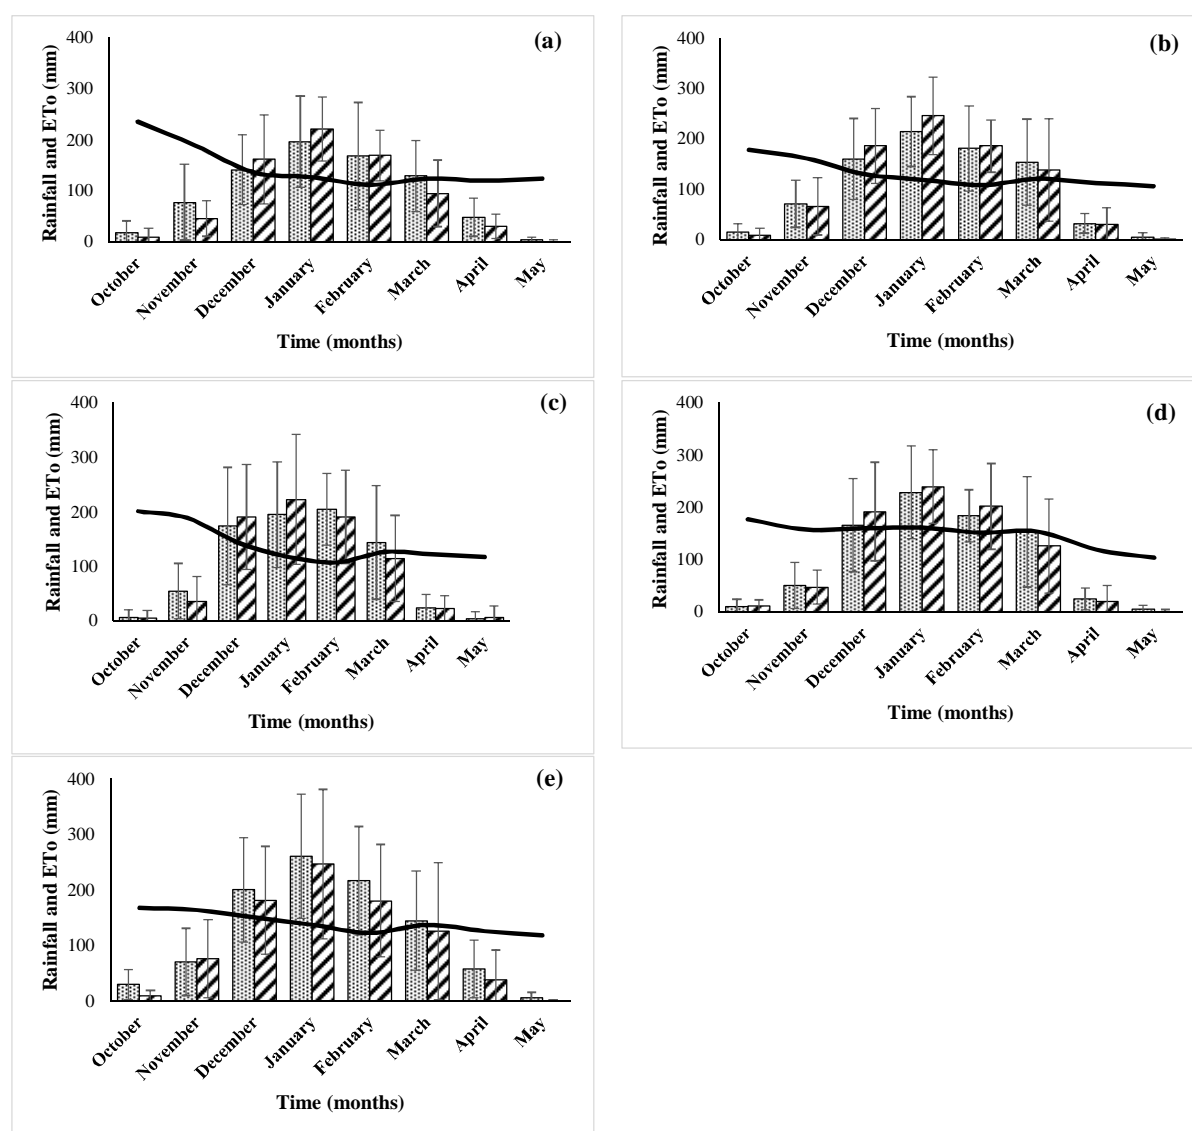 (a)
Rainfall and ETo (mm)
400
300
200
100
0
October
November
December
January
February
March
April
May
Time (months)
(b)
Rainfall and ETo (mm)
400
300
200
100
0
October
November
December
January
February
March
April
May
Time (months)
(c)
Rainfall and ETo (mm)
400
300
200
100
0
October
November
December
January
February
March
April
May
Time (months)
(d)
Rainfall and ETo (mm)
400
300
200
100
0
October
November
December
January
February
March
April
May
Time (months)
(e)
Rainfall and ETo (mm)
400
300
200
100
0
October
November
December
January
February
March
April
May
Time (months)